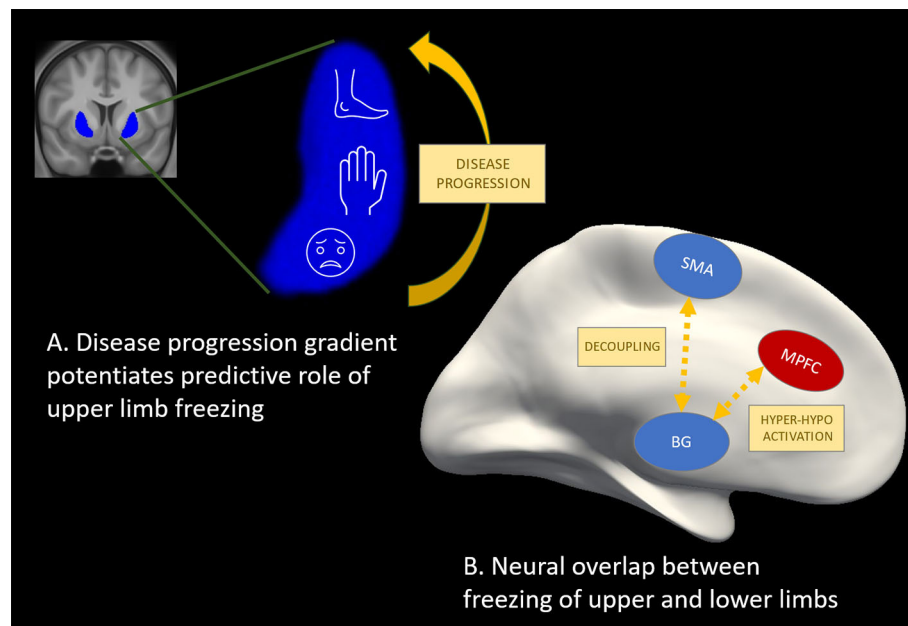 DISEASE
PROGRESSION
A. Disease progression gradient
potentiates predictive role of
upper limb freezing
SMA
DECOUPLING
MPFC
HYPER-HYPO
ACTIVATION
BG
B. Neural overlap between
freezing of upper and lower limbs